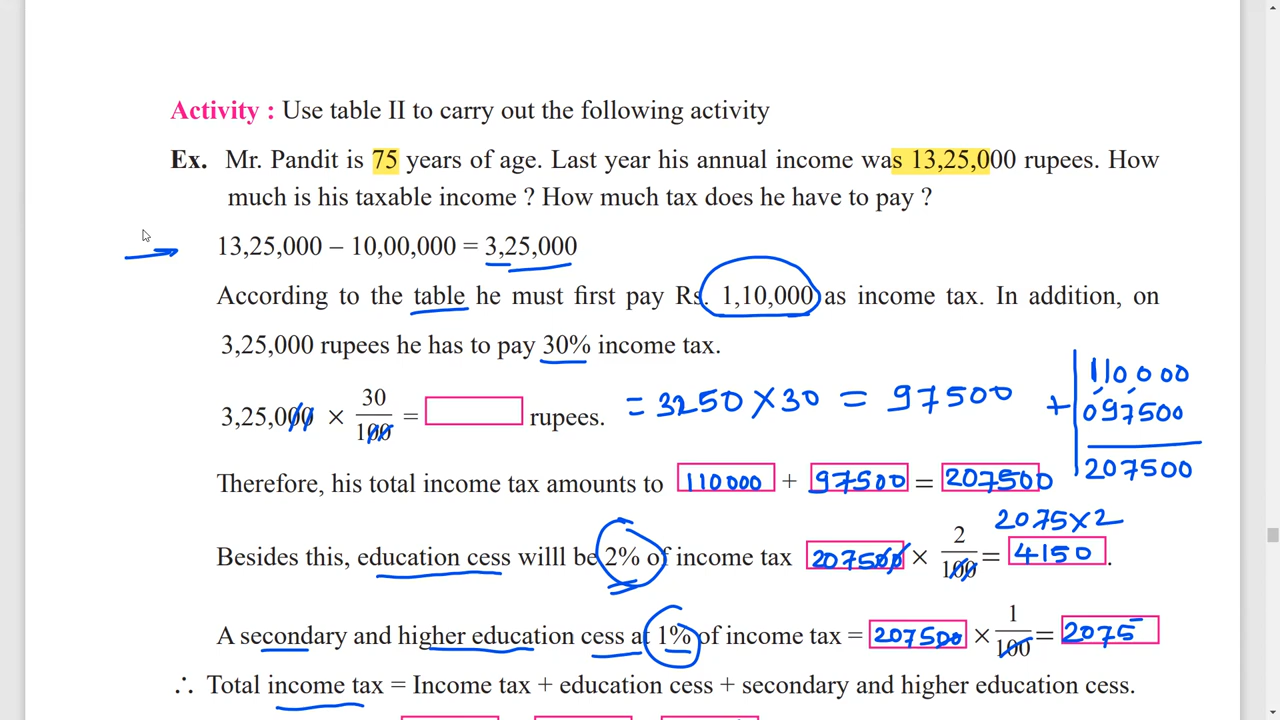 Activity : Use table II to carry out the following activity
Ex. Mr. Pandit is 75 years of age. Last year his annual income was 13,25,000 rupees. How
much is his taxable income ? How much tax does he have to pay ?
13,25,000 – 10,00,000 = 3,25,000
According to the table he must first pay Rs. 1,10,000 as income tax. In addition, on
3,25,000 rupees he has to pay 30% income tax.
3,25,000 × 30/100 = rupees. = 3250 × 30 = 97500
110000
+ 097500
207500
Therefore, his total income tax amounts to 110000 + 97500 = 207500
2075 × 2
Besides this, education cess willl be 2% of income tax 207500 × 2/100 = 4150.
A secondary and higher education cess at 1% of income tax = 207500 × 1/100 = 2075
∴ Total income tax = Income tax + education cess + secondary and higher education cess.